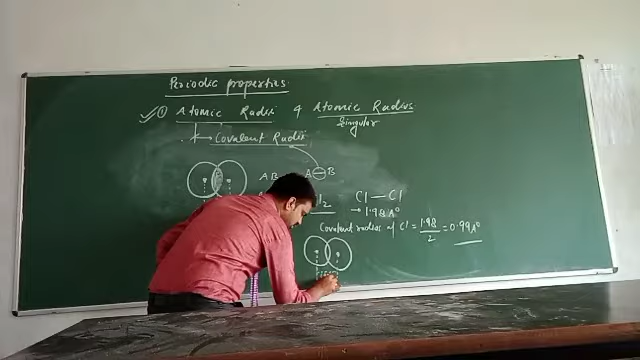 Periodic properties.
① Atomic Radii & Atomic Radius
Singular
Covalent Radii
AB A B
Cl — Cl
→ 1.98 A°
Covalent radius of Cl = 1.98/2 = 0.99 A°